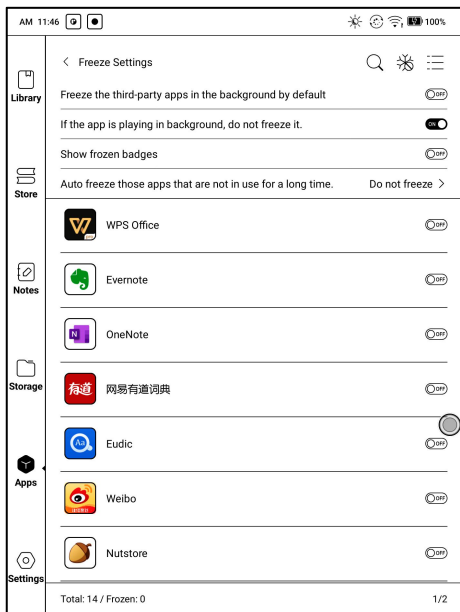 AM 11:46
100%
Freeze Settings
Library
Freeze the third-party apps in the background by default
OFF
If the app is playing in background, do not freeze it.
ON
Show frozen badges
OFF
Store
Auto freeze those apps that are not in use for a long time.
Do not freeze
WPS Office
OFF
Notes
Evernote
OFF
N
OneNote
OFF
Storage
有道
网易有道词典
OFF
Aa
Eudic
OFF
Apps
Weibo
OFF
Nutstore
OFF
Settings
Total: 14 / Frozen: 0
1/2